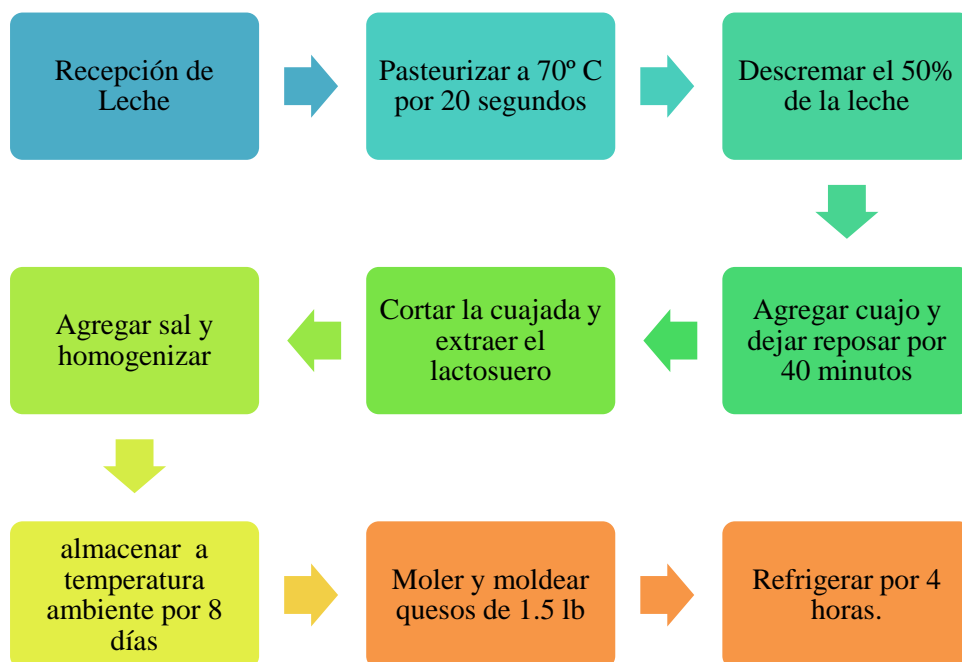 Recepción de
Leche
Pasteurizar a 70º C
por 20 segundos
Descremar el 50%
de la leche
Agregar cuajo y
dejar reposar por
40 minutos
Cortar la cuajada y
extraer el
lactosuero
Agregar sal y
homogenizar
almacenar a
temperatura
ambiente por 8
días
Moler y moldear
quesos de 1.5 lb
Refrigerar por 4
horas.